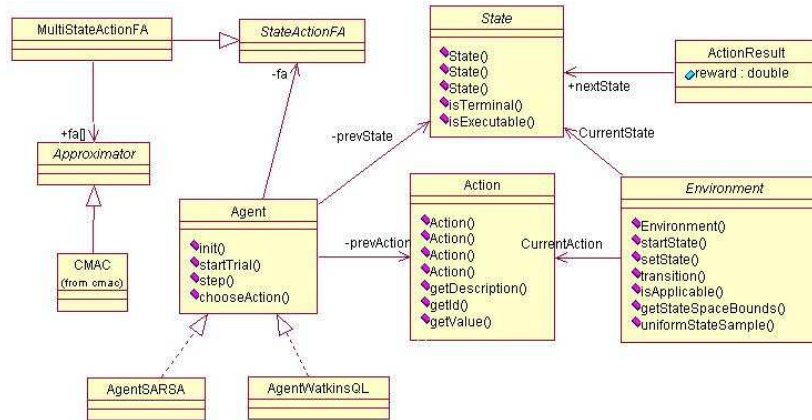 MultiStateActionFA
StateActionFA
-fa
+fa[]
Approximator
CMAC
(from cmac)
State
State()
State()
State()
isTerminal()
isExecutable()
ActionResult
reward : double
+nextState
-prevState
CurrentState
Agent
init()
startTrial()
step()
chooseAction()
-prevAction
Action
Action()
Action()
Action()
Action()
getDescription()
getId()
getValue()
CurrentAction
Environment
Environment()
startState()
setState()
transition()
isApplicable()
getStateSpaceBounds()
uniformStateSample()
AgentSARSA
AgentWatkinsQL